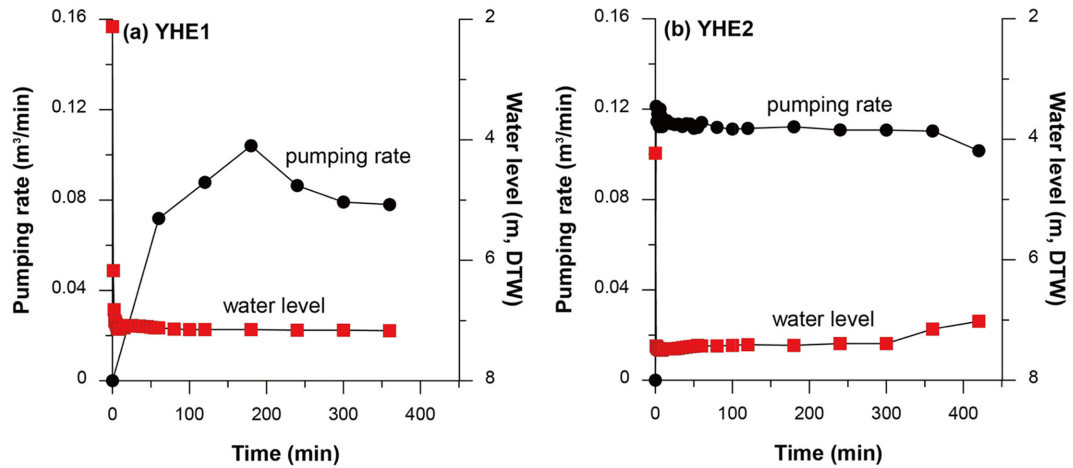 (a) YHE1
Pumping rate (m³/min)
0.16
0.12
0.08
0.04
0
2
4
6
8
Water level (m, DTW)
pumping rate
water level
0
100
200
300
400
Time (min)
(b) YHE2
Pumping rate (m³/min)
0.16
0.12
0.08
0.04
0
2
4
6
8
Water level (m, DTW)
pumping rate
water level
0
100
200
300
400
Time (min)